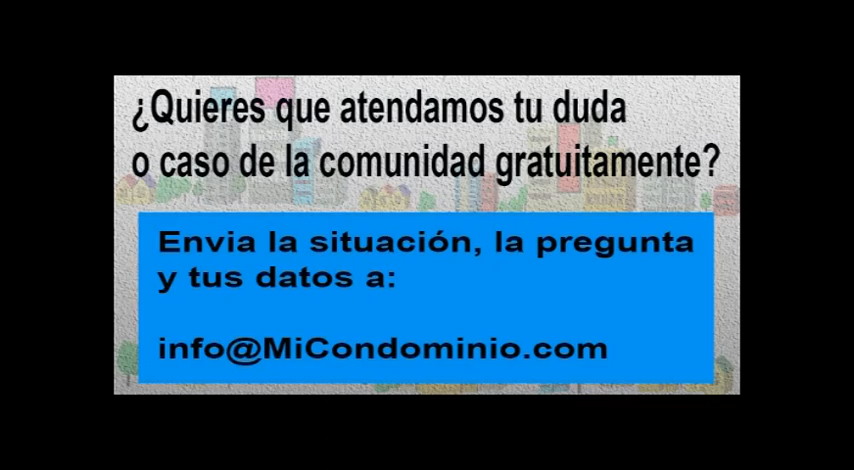 ¿Quieres que atendamos tu duda
o caso de la comunidad gratuitamente?
Envia la situación, la pregunta
y tus datos a:
info@MiCondominio.com